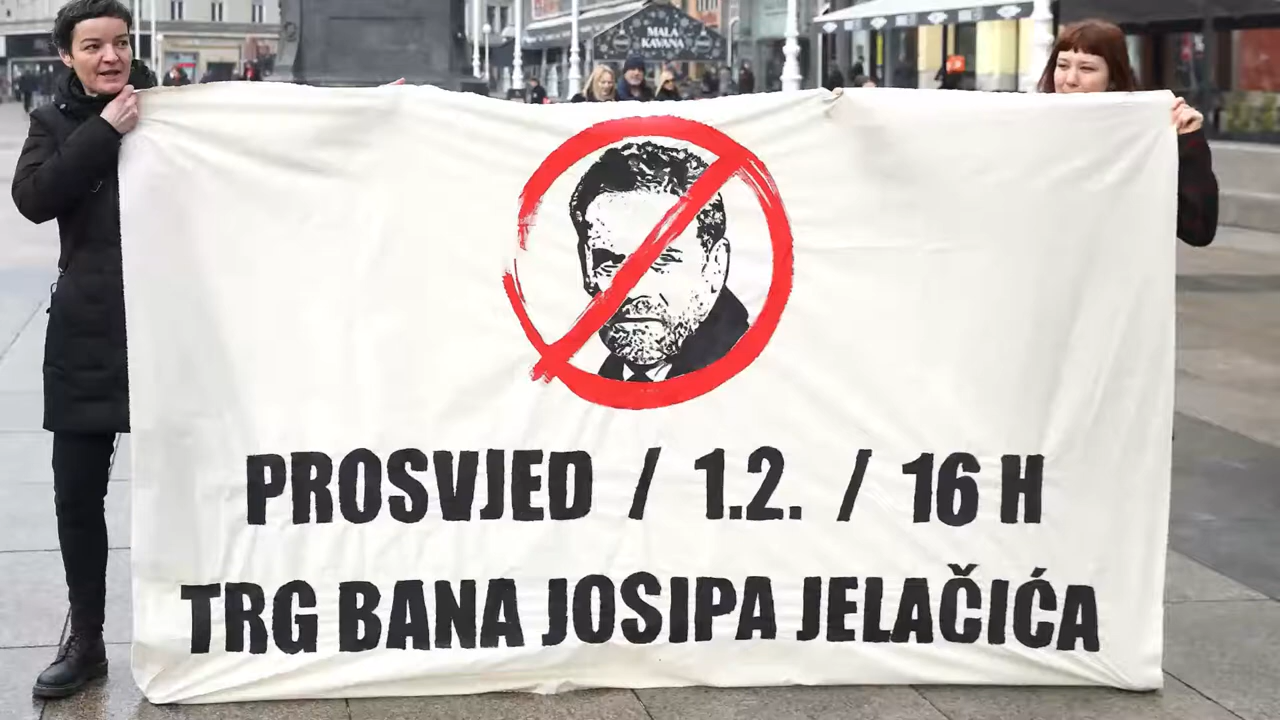 MALA
KAVANA
PROSVJED / 1.2. / 16 H
TRG BANA JOSIPA JELAČIĆA